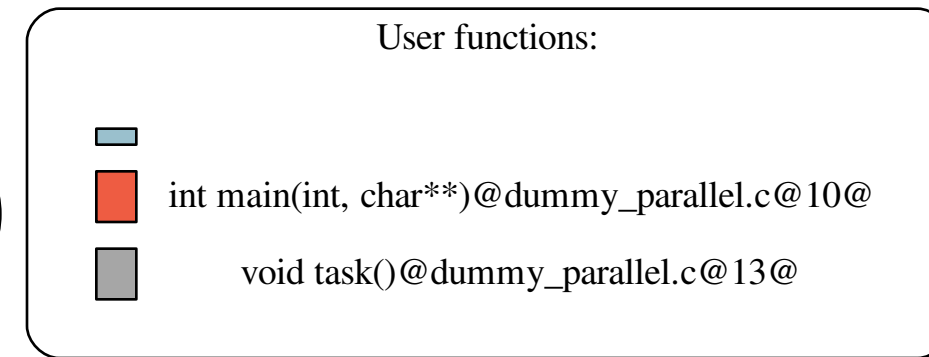 User functions:
int main(int, char**)@dummy_parallel.c@10@
void task()@dummy_parallel.c@13@